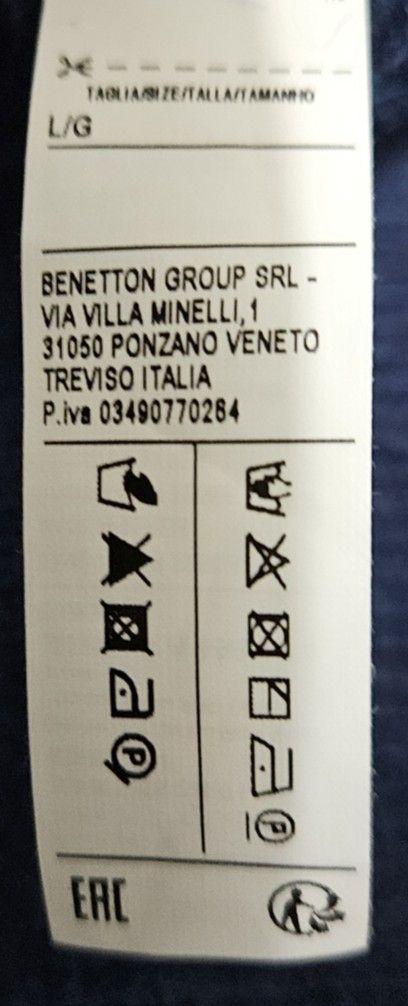 TAGLIA/SIZE/TALLA/TAMANHO
L/G
BENETTON GROUP SRL -
VIA VILLA MINELLI,1
31050 PONZANO VENETO
TREVISO ITALIA
P.iva 03490770264
P
P
EAC